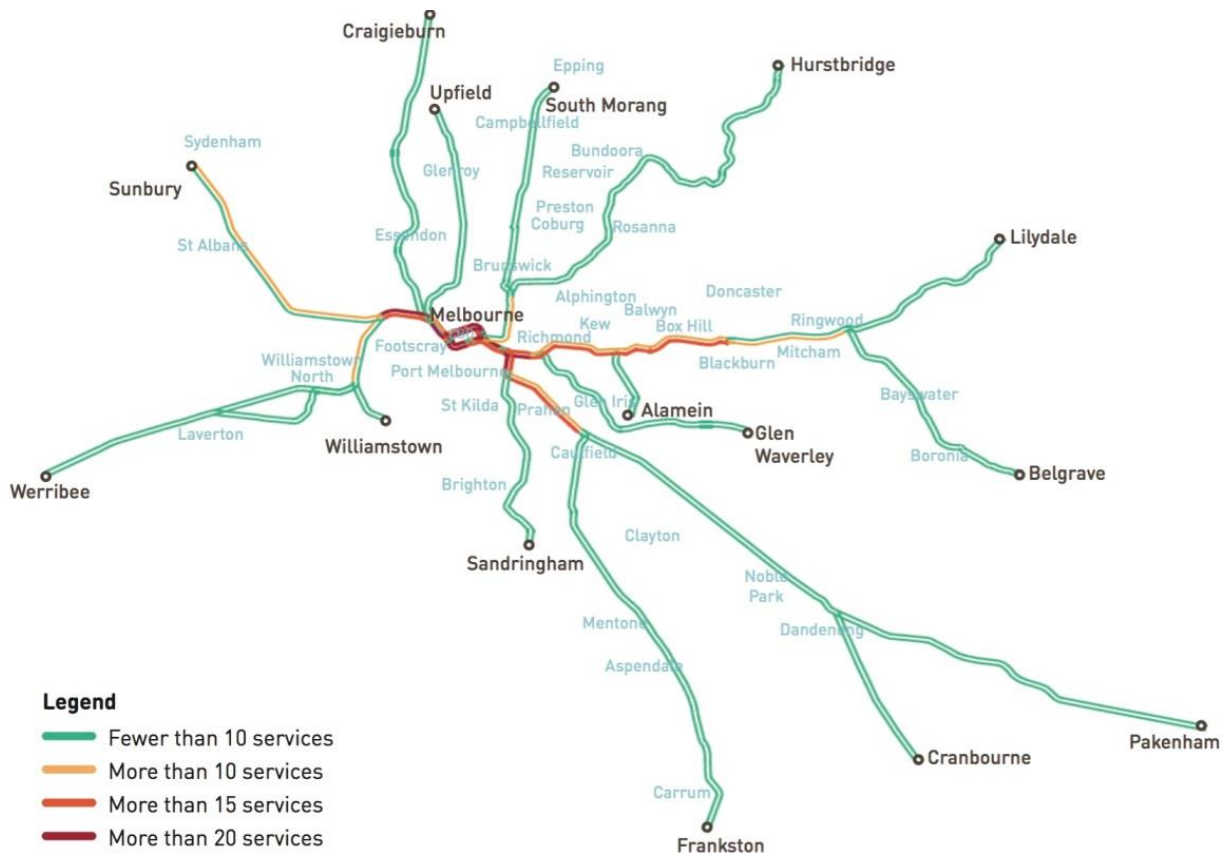 Craigieburn
Epping
Hurstbridge
Upfield
South Morang
Campbellfield
Sydenham
Bundoora
Glenroy
Reservoir
Sunbury
Preston
Coburg
Rosanna
Essendon
St Albans
Lilydale
Brunswick
Alphington
Doncaster
Melbourne
Balwyn
Kew
Box Hill
Ringwood
Richmond
Footscray
Mitcham
Blackburn
Williamstown
North
Port Melbourne
Bayswater
St Kilda
Prahran
Glen Iris
Alamein
Laverton
Williamstown
Glen
Waverley
Caulfield
Boronia
Belgrave
Werribee
Brighton
Clayton
Sandringham
Noble
Park
Mentone
Dandenong
Aspendale
Legend
Fewer than 10 services
More than 10 services
More than 15 services
More than 20 services
Pakenham
Cranbourne
Carrum
Frankston